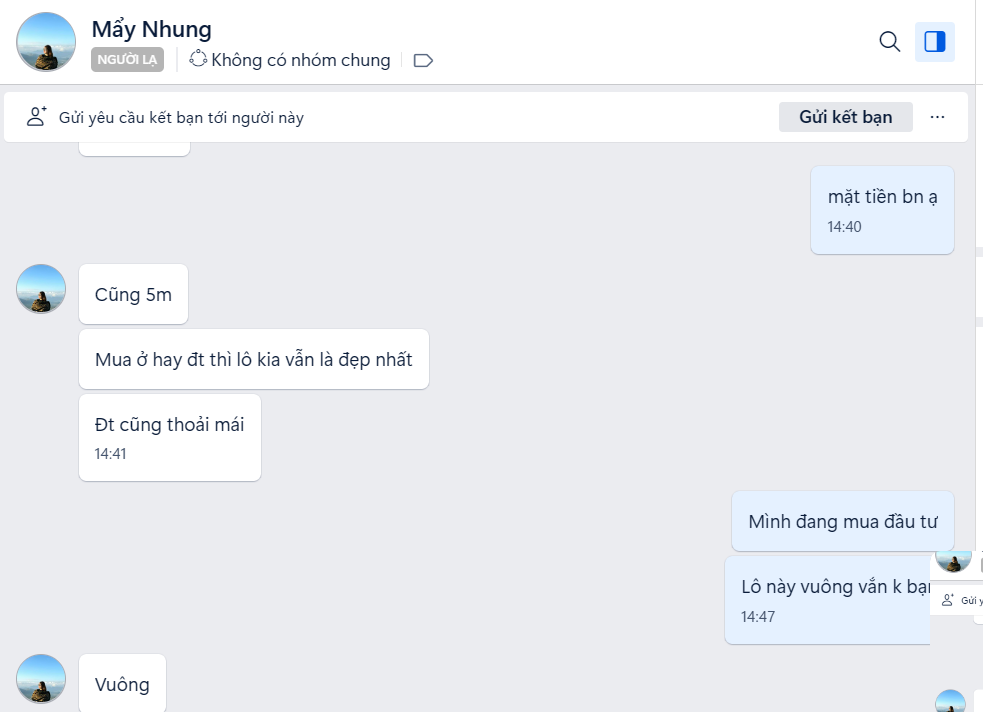 Mẩy Nhung
NGƯỜI LẠ
Không có nhóm chung
Gửi yêu cầu kết bạn tới người này
Gửi kết bạn
mặt tiền bn ạ
14:40
Cũng 5m
Mua ở hay đt thì lô kia vẫn là đẹp nhất
Đt cũng thoải mái
14:41
Mình đang mua đầu tư
Lô này vuông vắn k bạn
14:47
Gửi y
Vuông